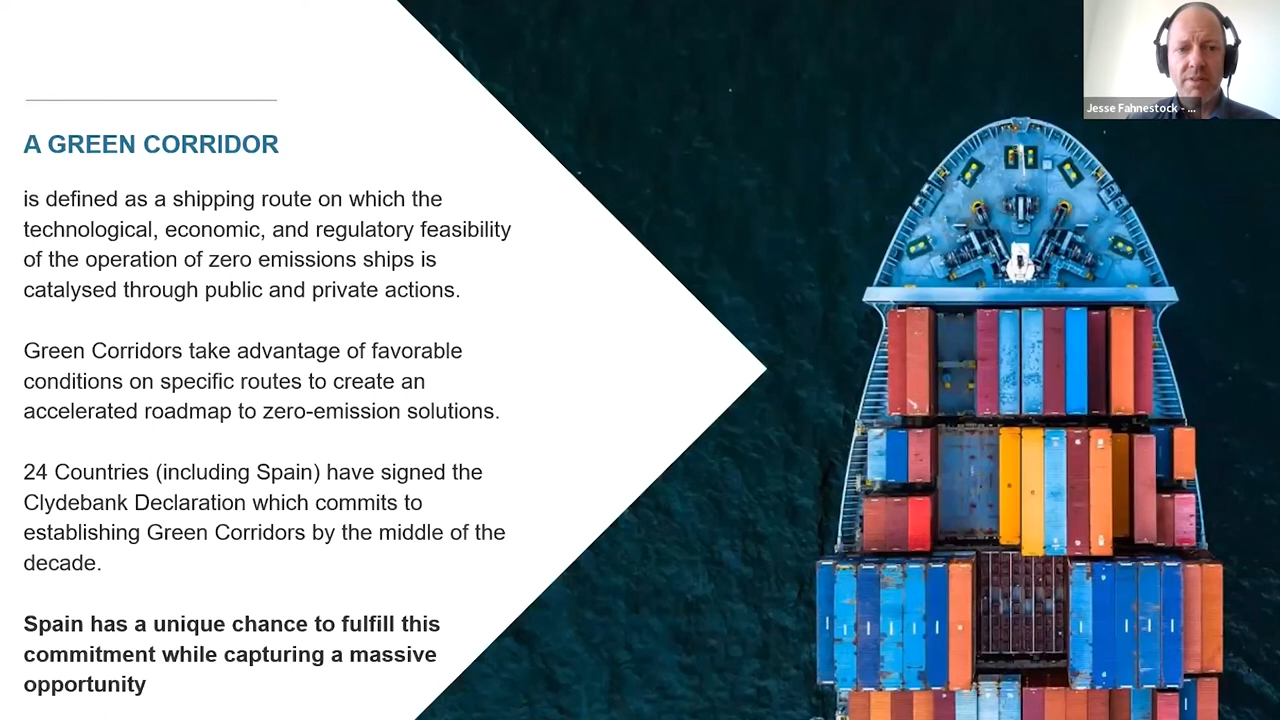 Jesse Fahnestock - ...
A GREEN CORRIDOR
is defined as a shipping route on which the
technological, economic, and regulatory feasibility
of the operation of zero emissions ships is
catalysed through public and private actions.
Green Corridors take advantage of favorable
conditions on specific routes to create an
accelerated roadmap to zero-emission solutions.
24 Countries (including Spain) have signed the
Clydebank Declaration which commits to
establishing Green Corridors by the middle of the
decade.
Spain has a unique chance to fulfill this
commitment while capturing a massive
opportunity